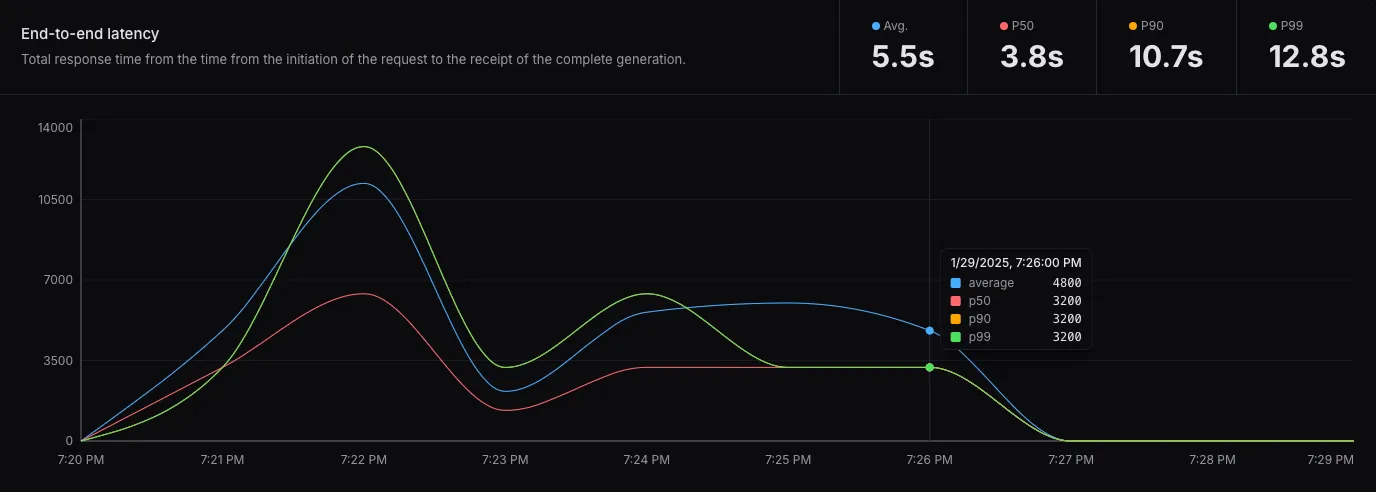 End-to-end latency
Total response time from the time from the initiation of the request to the receipt of the complete generation.
Avg.
5.5s
P50
3.8s
P90
10.7s
P99
12.8s
14000
10500
7000
3500
0
1/29/2025, 7:26:00 PM
average 4800
p50 3200
p90 3200
p99 3200
7:20 PM 7:21 PM 7:22 PM 7:23 PM 7:24 PM 7:25 PM 7:26 PM 7:27 PM 7:28 PM 7:29 PM